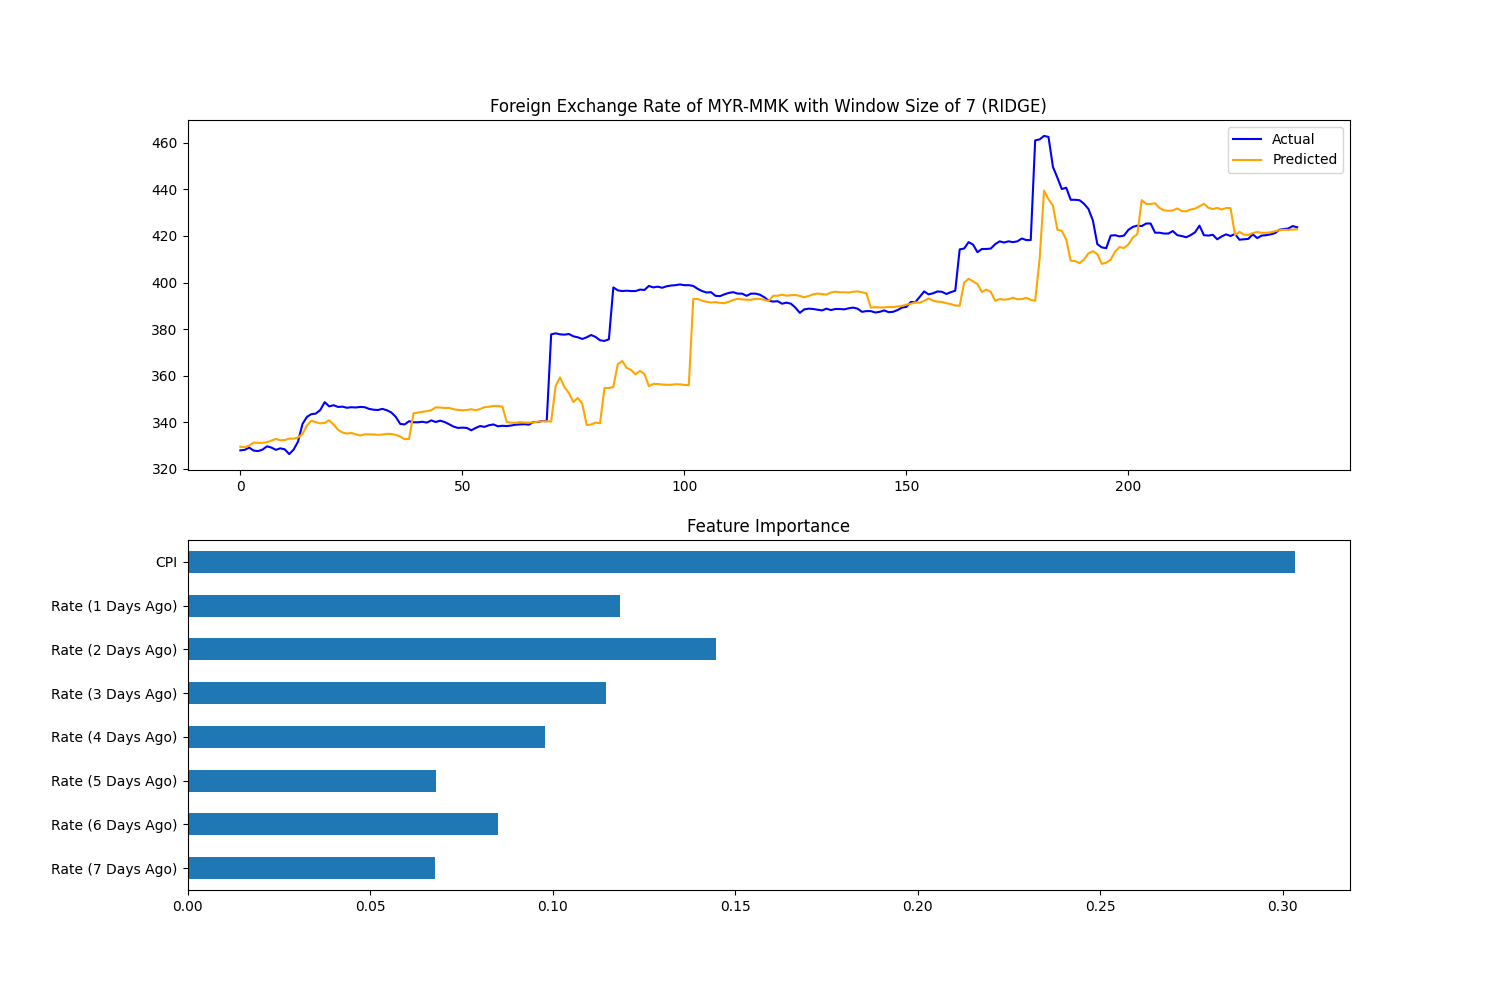 Foreign Exchange Rate of MYR-MMK with Window Size of 7 (RIDGE)
460
440
420
400
380
360
340
320
Actual
Predicted
0
50
100
150
200
Feature Importance
CPI
Rate (1 Days Ago)
Rate (2 Days Ago)
Rate (3 Days Ago)
Rate (4 Days Ago)
Rate (5 Days Ago)
Rate (6 Days Ago)
Rate (7 Days Ago)
0.00
0.05
0.10
0.15
0.20
0.25
0.30